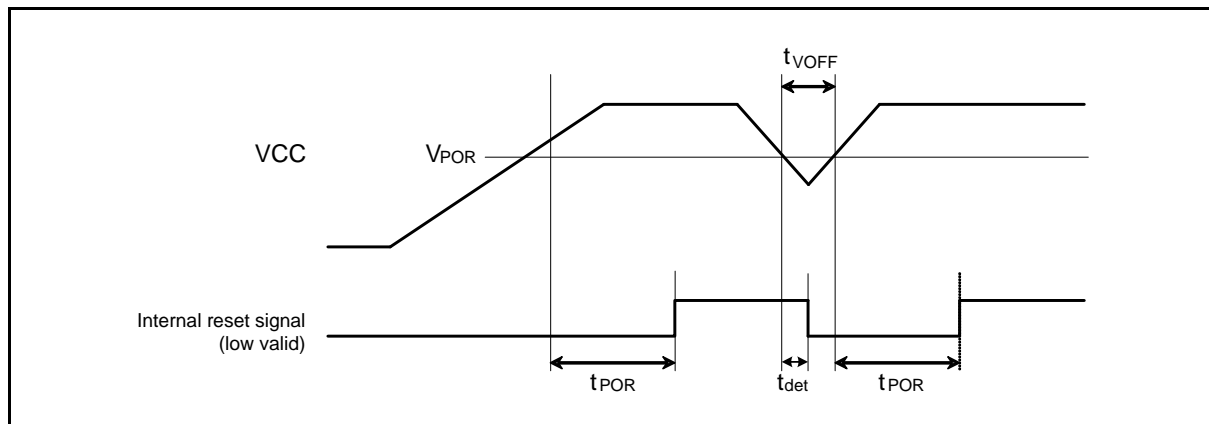 tVOFF
VCC
VPOR
Internal reset signal
(low valid)
tPOR
tdet
tPOR